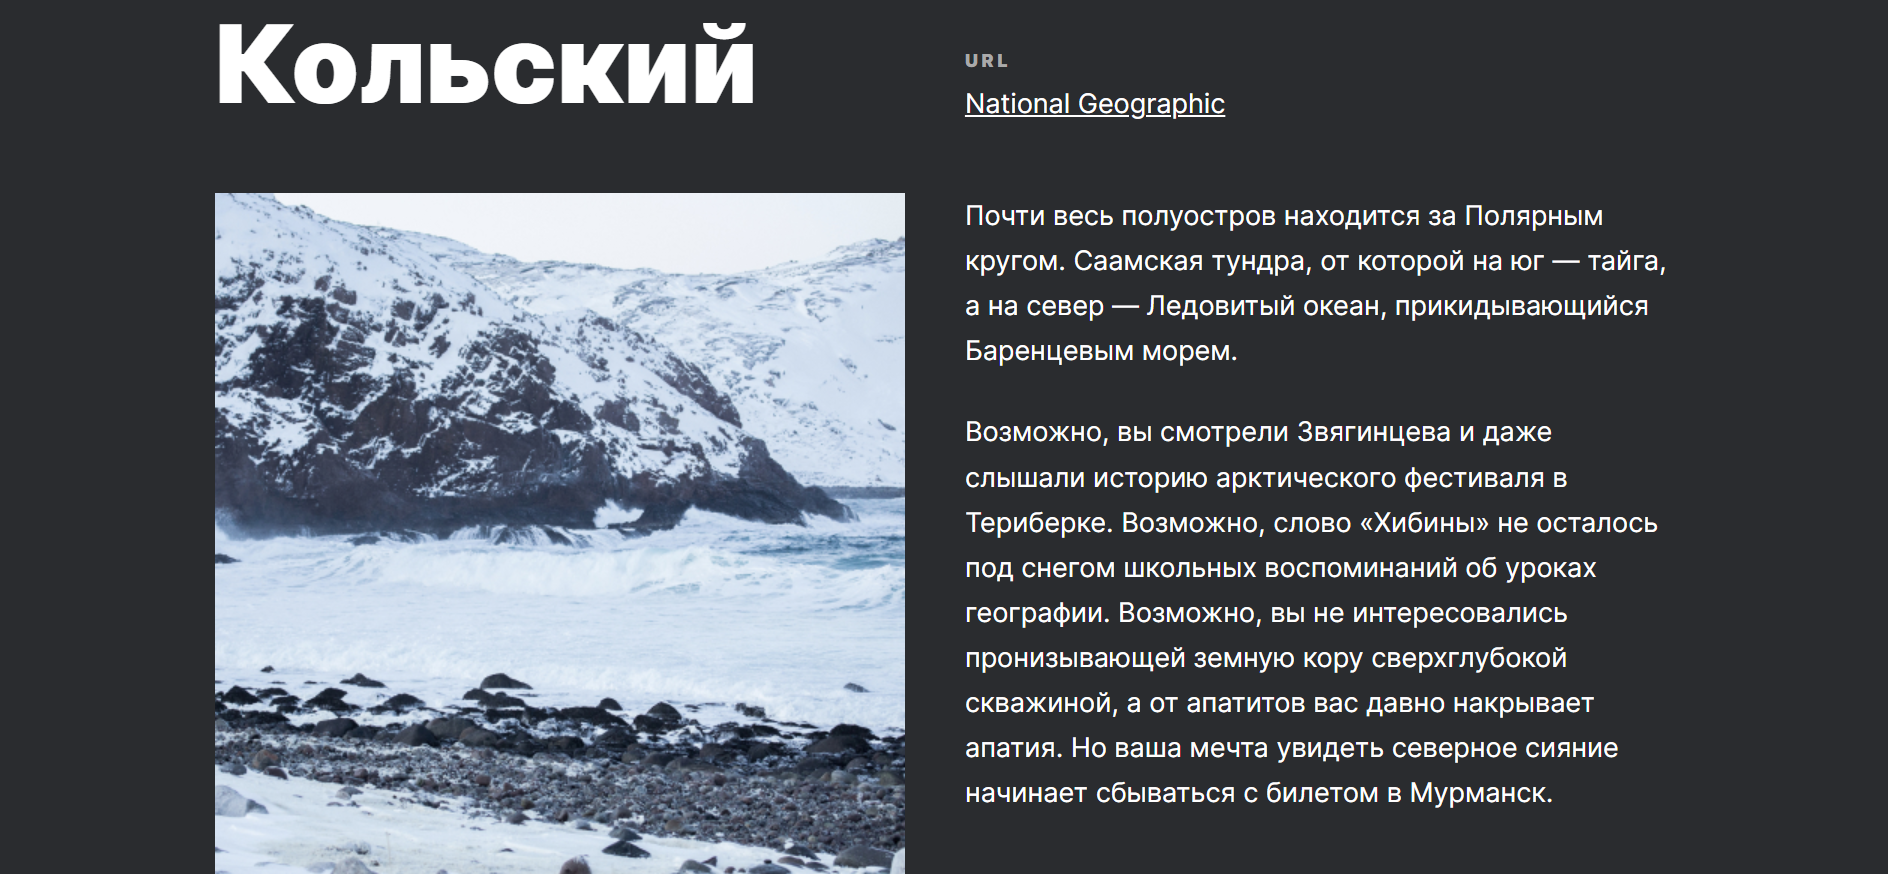 Кольский
URL
National Geographic
Почти весь полуостров находится за Полярным
кругом. Саамская тундра, от которой на юг — тайга,
а на север — Ледовитый океан, прикидывающийся
Баренцевым морем.
Возможно, вы смотрели Звягинцева и даже
слышали историю арктического фестиваля в
Териберке. Возможно, слово «Хибины» не осталось
под снегом школьных воспоминаний об уроках
географии. Возможно, вы не интересовались
пронизывающей земную кору сверхглубокой
скважиной, а от апатитов вас давно накрывает
апатия. Но ваша мечта увидеть северное сияние
начинает сбываться с билетом в Мурманск.